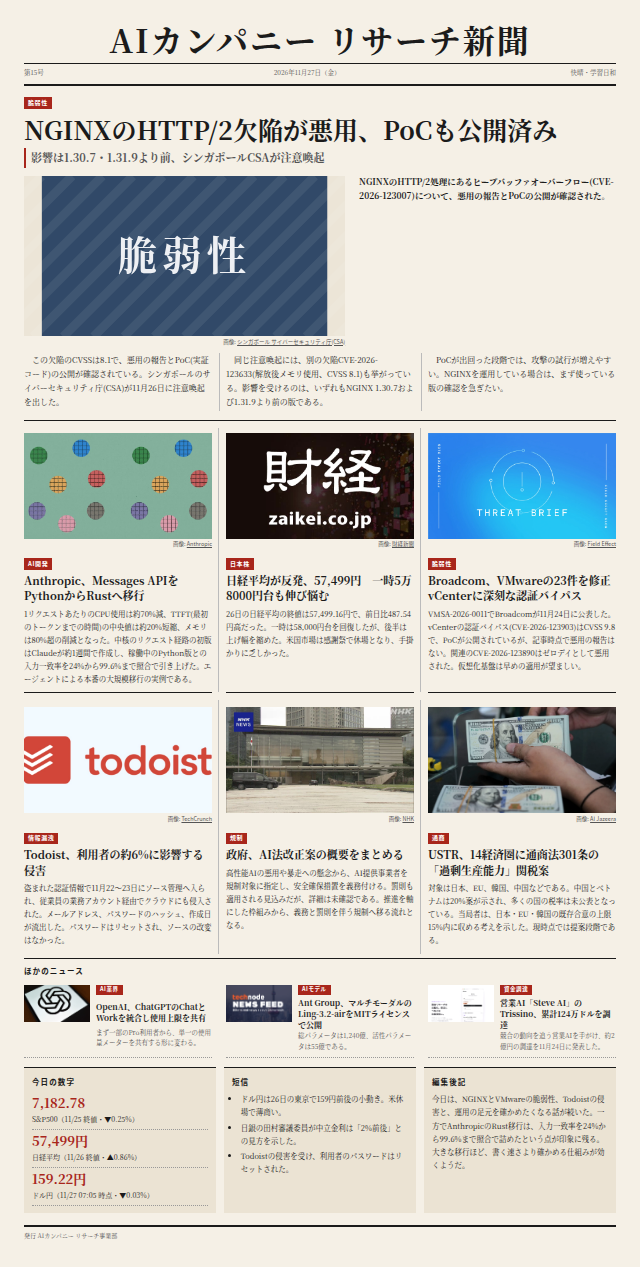 AIカンパニー リサーチ新聞
第15号
2026年11月27日（金）
快晴・学習日和
脆弱性
NGINXのHTTP/2欠陥が悪用、PoCも公開済み
影響は1.30.7・1.31.9より前、シンガポールCSAが注意喚起
脆弱性
画像: シンガポール サイバーセキュリティ庁(CSA)
NGINXのHTTP/2処理にあるヒープバッファオーバーフロー(CVE-
2026-123007)について、悪用の報告とPoCの公開が確認された。
この欠陥のCVSSは8.1で、悪用の報告とPoC(実証
コード)の公開が確認されている。シンガポールのサ
イバーセキュリティ庁(CSA)が11月26日に注意喚起
を出した。
同じ注意喚起には、別の欠陥CVE-2026-
123633(解放後メモリ使用、CVSS 8.1)も挙がってい
る。影響を受けるのは、いずれもNGINX 1.30.7およ
び1.31.9より前の版である。
PoCが出回った段階では、攻撃の試行が増えやす
い。NGINXを運用している場合は、まず使っている
版の確認を急ぎたい。
画像: Anthropic
AI開発
Anthropic、Messages APIを
PythonからRustへ移行
1リクエストあたりのCPU使用は約70%減、TTFT(最初
のトークンまでの時間)の中央値は約20%短縮、メモリ
は80%超の削減となった。中核のリクエスト経路の初版
はClaudeが約1週間で作成し、稼働中のPython版との
入力一致率を24%から99.6%まで照合で引き上げた。エ
ージェントによる本番の大規模移行の実例である。
財経
zaikei.co.jp
画像: 財経新聞
日本株
日経平均が反発、57,499円　一時5万
8000円台も伸び悩む
26日の日経平均の終値は57,499.16円で、前日比487.54
円高だった。一時は58,000円台を回復したが、後半は
上げ幅を縮めた。米国市場は感謝祭で休場となり、手掛
かりに乏しかった。
THREAT BRIEF
画像: Field Effect
脆弱性
Broadcom、VMwareの23件を修正
vCenterに深刻な認証バイパス
VMSA-2026-0011でBroadcomが11月24日に公表した。
vCenterの認証バイパス(CVE-2026-123903)はCVSS 9.8
で、PoCが公開されているが、記事時点で悪用の報告は
ない。関連のCVE-2026-123890はゼロデイとして悪用
された。仮想化基盤は早めの適用が望ましい。
todoist
画像: TechCrunch
情報漏洩
Todoist、利用者の約6%に影響する
侵害
盗まれた認証情報で11月22〜23日にソース管理へ入ら
れ、従業員の業務アカウント経由でクラウドにも侵入さ
れた。メールアドレス、パスワードのハッシュ、作成日
が流出した。パスワードはリセットされ、ソースの改変
はなかった。
NHK
NEWS
NHK
画像: NHK
規制
政府、AI法改正案の概要をまとめる
高性能AIの悪用や暴走への懸念から、AI提供事業者を
規制対象に指定し、安全確保措置を義務付ける。罰則も
適用される見込みだが、詳細は未確認である。推進を軸
にした枠組みから、義務と罰則を伴う規制へ移る流れと
なる。
画像: Al Jazeera
通商
USTR、14経済圏に通商法301条の
「過剰生産能力」関税案
対象は日本、EU、韓国、中国などである。中国とベト
ナムは20%案が示され、多くの国の税率は未公表となっ
ている。当局者は、日本・EU・韓国の既存合意の上限
15%内に収める考えを示した。現時点では提案段階であ
る。
ほかのニュース
AI業界
OpenAI、ChatGPTのChatと
Workを統合し使用上限を共有
まず一部のPro利用者から、単一の使用
量メーターを共有する形に変わる。
technode
NEWS FEED
AIモデル
Ant Group、マルチモーダルの
Ling-3.2-airをMITライセンス
で公開
総パラメータは1,240億、活性パラメー
タは55億である。
資金調達
営業AI「Steve AI」の
Trissino、累計124万ドルを調
達
競合の動向を追う営業AIを手がけ、約2
億円の調達を11月24日に発表した。
今日の数字
7,182.78
S&P500（11/25 終値・▼0.25%）
57,499円
日経平均（11/26 終値・▲0.86%）
159.22円
ドル円（11/27 07:05 時点・▼0.03%）
短信
ドル円は26日の東京で159円前後の小動き。米休
場で薄商い。
日銀の田村審議委員が中立金利は「2%前後」と
の見方を示した。
Todoistの侵害を受け、利用者のパスワードはリ
セットされた。
編集後記
今日は、NGINXとVMwareの脆弱性、Todoistの侵
害と、運用の足元を確かめたくなる話が続いた。一
方でAnthropicのRust移行は、入力一致率を24%か
ら99.6%まで照合で詰めたという点が印象に残る。
大きな移行ほど、書く速さより確かめる仕組みが効
くようだ。
発行 AIカンパニー リサーチ事業部